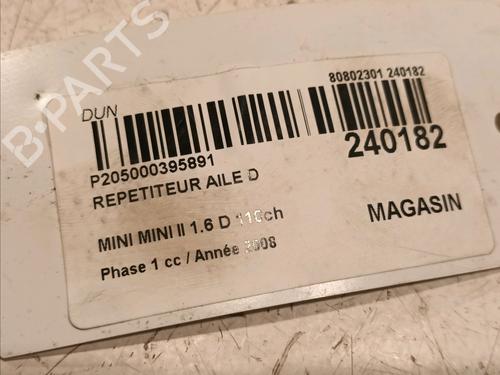 B-PARTS
DUN
80802301 240182
P205000395891
REPETITEUR AILE D
240182
MINI MINI II 1.6 D 110ch
MAGASIN
Phase 1 cc / Année 2008